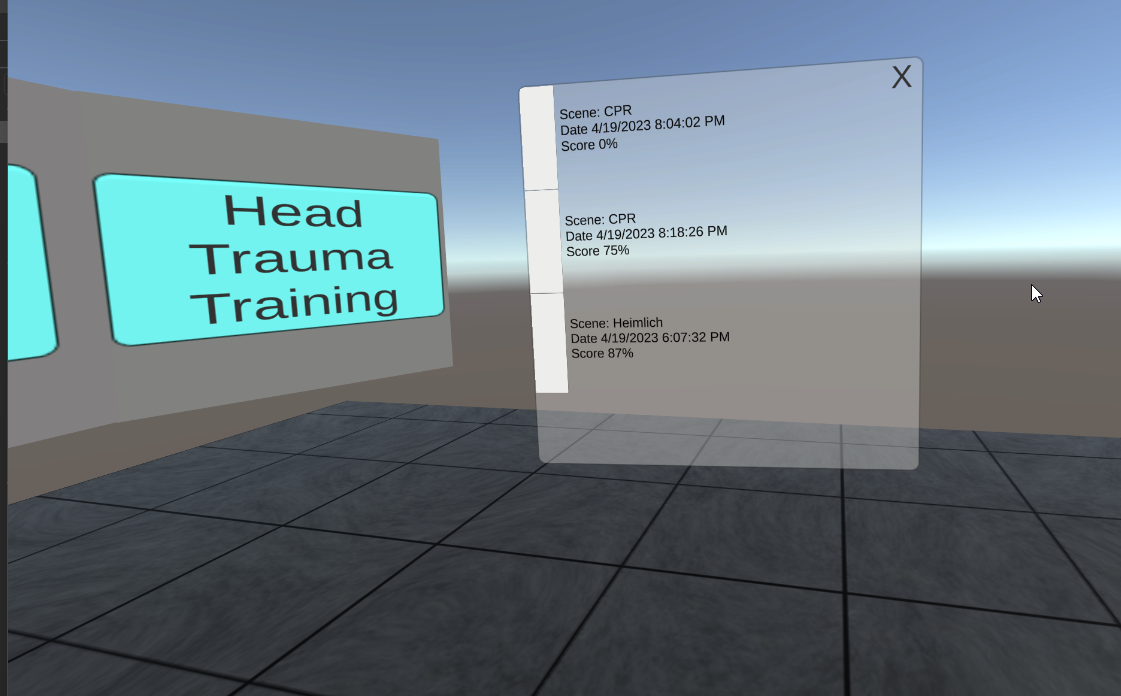 Head
Trauma
Training
X
Scene: CPR
Date 4/19/2023 8:04:02 PM
Score 0%
Scene: CPR
Date 4/19/2023 8:18:26 PM
Score 75%
Scene: Heimlich
Date 4/19/2023 6:07:32 PM
Score 87%